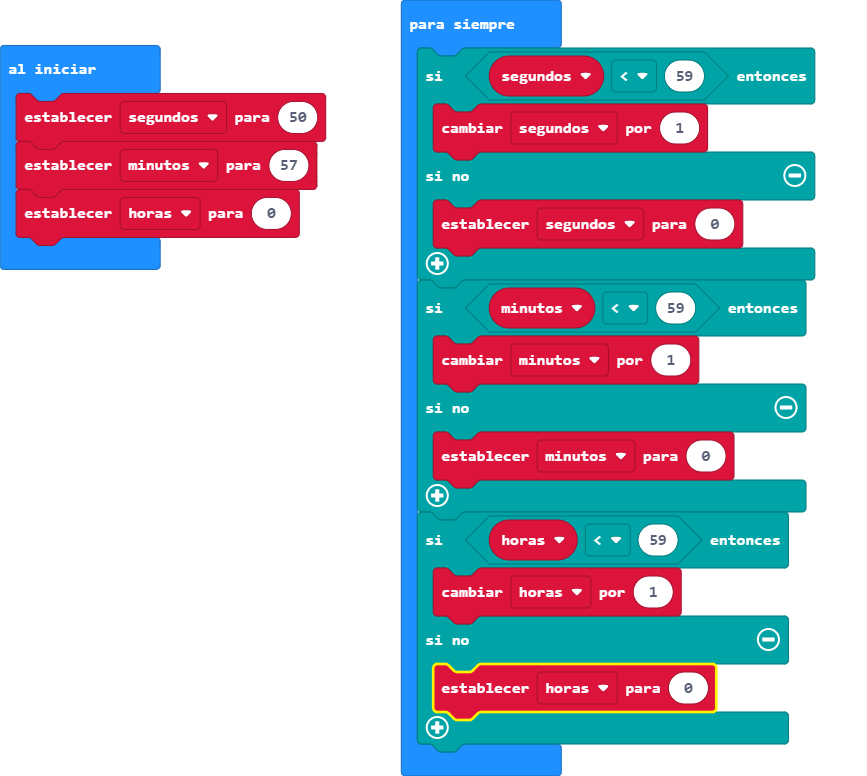 al iniciar
establecer segundos para 50
establecer minutos para 57
establecer horas para 0
para siempre
si segundos < 59 entonces
cambiar segundos por 1
si no
establecer segundos para 0
si minutos < 59 entonces
cambiar minutos por 1
si no
establecer minutos para 0
si horas < 59 entonces
cambiar horas por 1
si no
establecer horas para 0